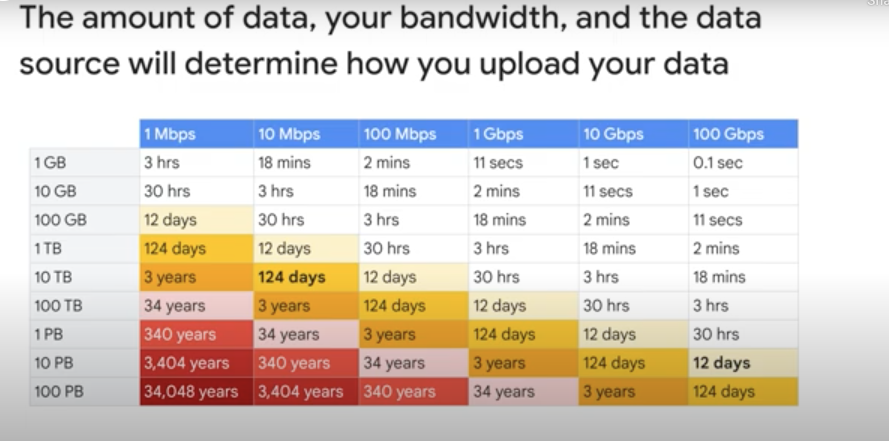 The amount of data, your bandwidth, and the data
source will determine how you upload your data
1 Mbps 10 Mbps 100 Mbps 1 Gbps 10 Gbps 100 Gbps
1 GB 3 hrs 18 mins 2 mins 11 secs 1 sec 0.1 sec
10 GB 30 hrs 3 hrs 18 mins 2 mins 11 secs 1 sec
100 GB 12 days 30 hrs 3 hrs 18 mins 2 mins 11 secs
1 TB 124 days 12 days 30 hrs 3 hrs 18 mins 2 mins
10 TB 3 years 124 days 12 days 30 hrs 3 hrs 18 mins
100 TB 34 years 3 years 124 days 12 days 30 hrs 3 hrs
1 PB 340 years 34 years 3 years 124 days 12 days 30 hrs
10 PB 3,404 years 340 years 34 years 3 years 124 days 12 days
100 PB 34,048 years 3,404 years 340 years 34 years 3 years 124 days